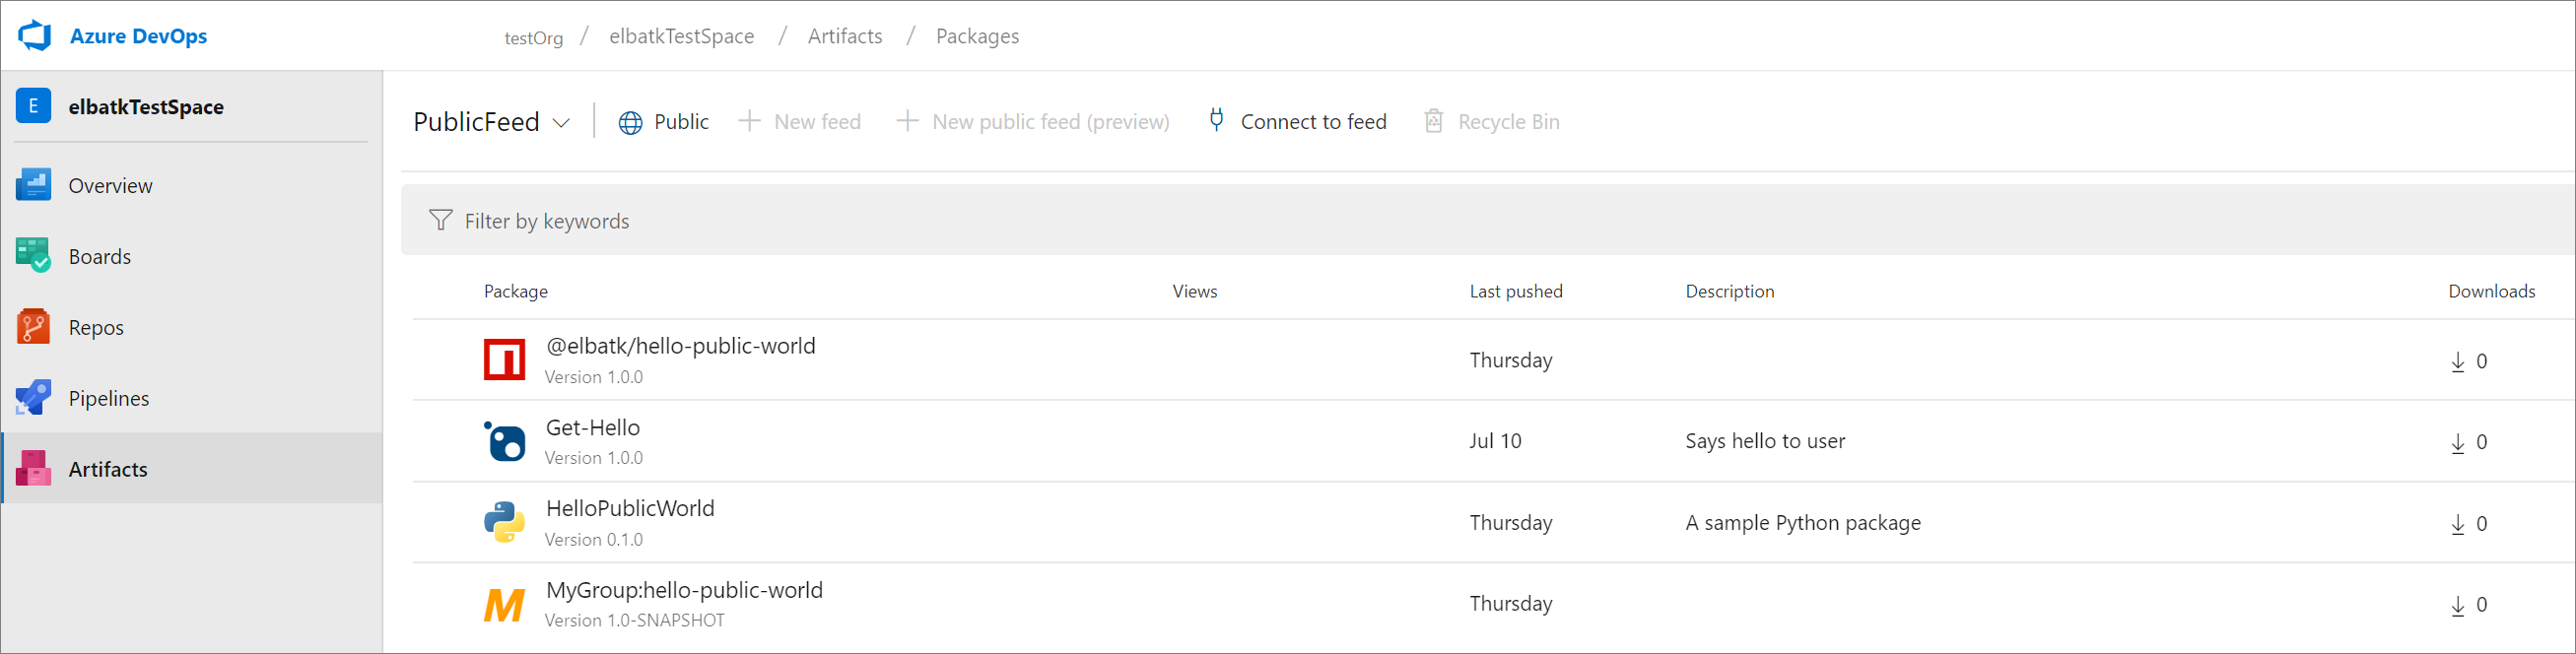 Azure DevOps
testOrg / elbatkTestSpace / Artifacts / Packages
E elbatkTestSpace
Overview
Boards
Repos
Pipelines
Artifacts
PublicFeed Public New feed New public feed (preview) Connect to feed Recycle Bin
Filter by keywords
Package Views Last pushed Description Downloads
@elbatk/hello-public-world Thursday 0
Version 1.0.0
Get-Hello Jul 10 Says hello to user 0
Version 1.0.0
HelloPublicWorld Thursday A sample Python package 0
Version 0.1.0
M MyGroup:hello-public-world Thursday 0
Version 1.0-SNAPSHOT